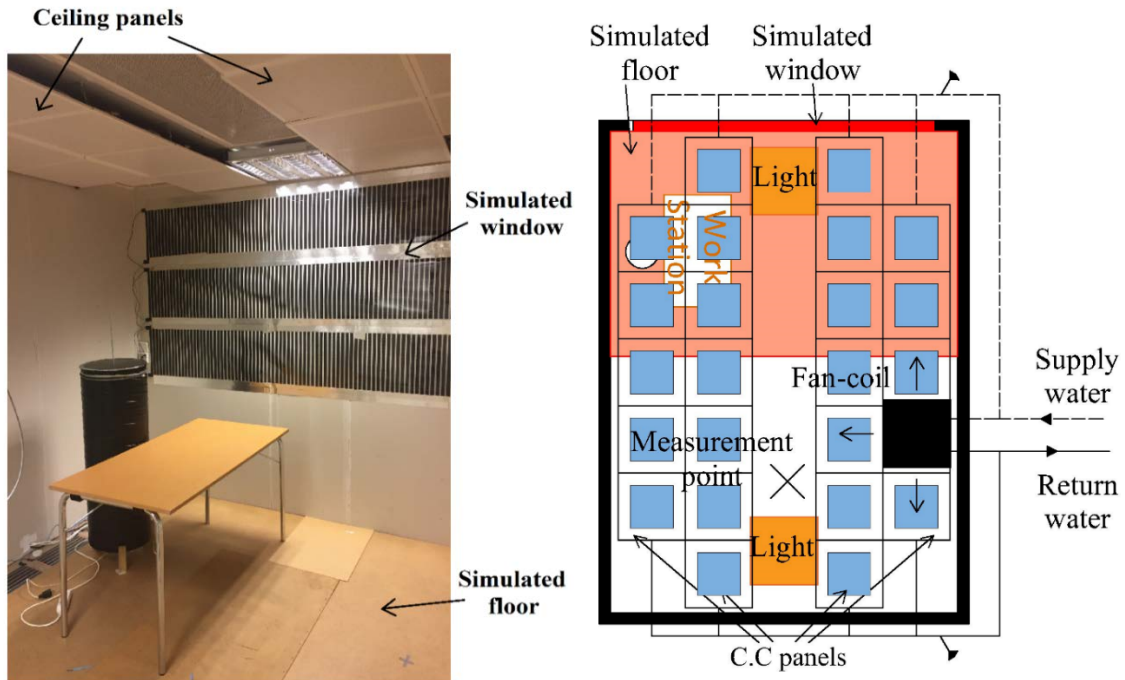 Ceiling panels
Simulated
window
Simulated
floor
Simulated
floor
Simulated
window
Light
Work
Station
Fan-coil
Supply
water
Measurement
point
Return
water
Light
C.C panels